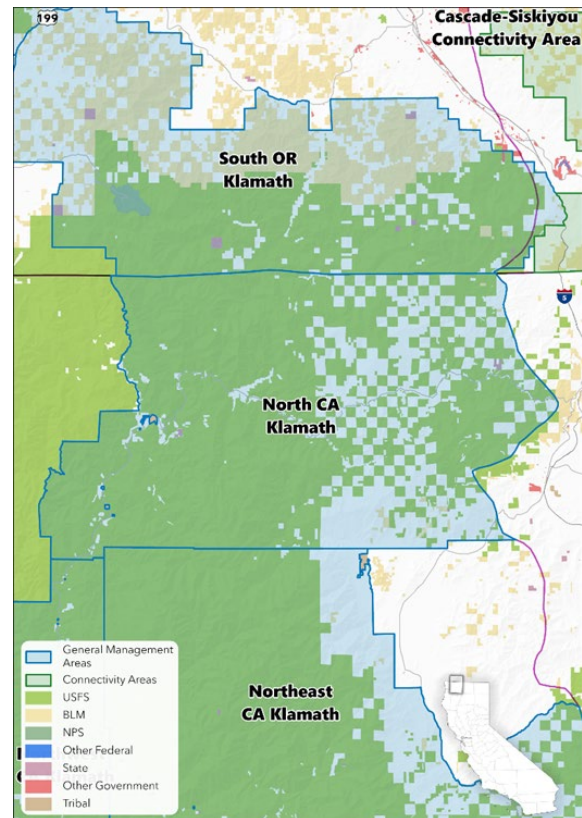 199
Cascade-Siskiyou
Connectivity Area
South OR
Klamath
5
North CA
Klamath
Northeast
CA Klamath
General Management
Areas
Connectivity Areas
USFS
BLM
NPS
Other Federal
State
Other Government
Tribal